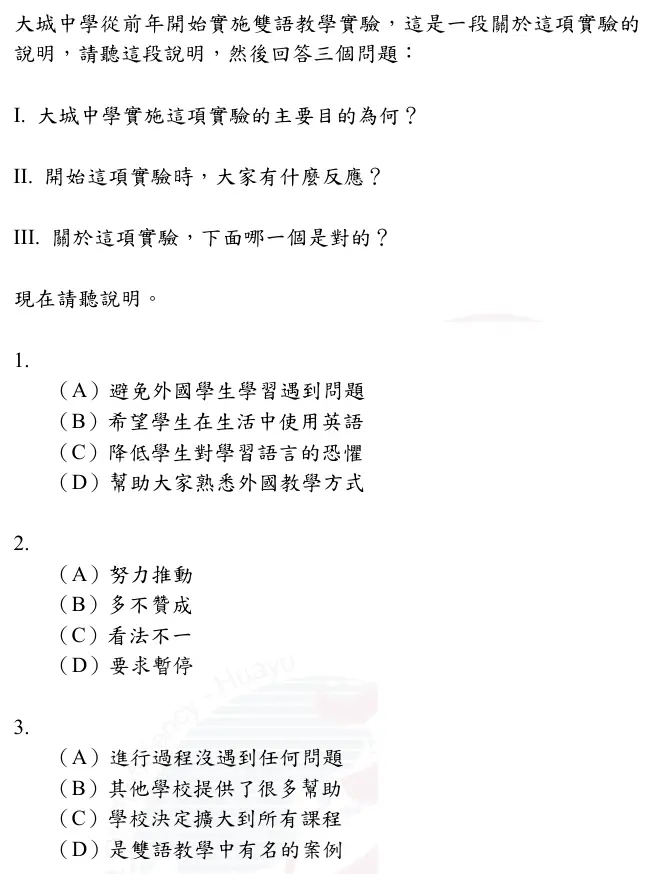 大城中學從前年開始實施雙語教學實驗，這是一段關於這項實驗的
說明，請聽這段說明，然後回答三個問題：
I. 大城中學實施這項實驗的主要目的為何？
II. 開始這項實驗時，大家有什麼反應？
III. 關於這項實驗，下面哪一個是對的？
現在請聽說明。
1.
（A）避免外國學生學習遇到問題
（B）希望學生在生活中使用英語
（C）降低學生對學習語言的恐懼
（D）幫助大家熟悉外國教學方式
2.
（A）努力推動
（B）多不贊成
（C）看法不一
（D）要求暫停
3.
（A）進行過程沒遇到任何問題
（B）其他學校提供了很多幫助
（C）學校決定擴大到所有課程
（D）是雙語教學中有名的案例